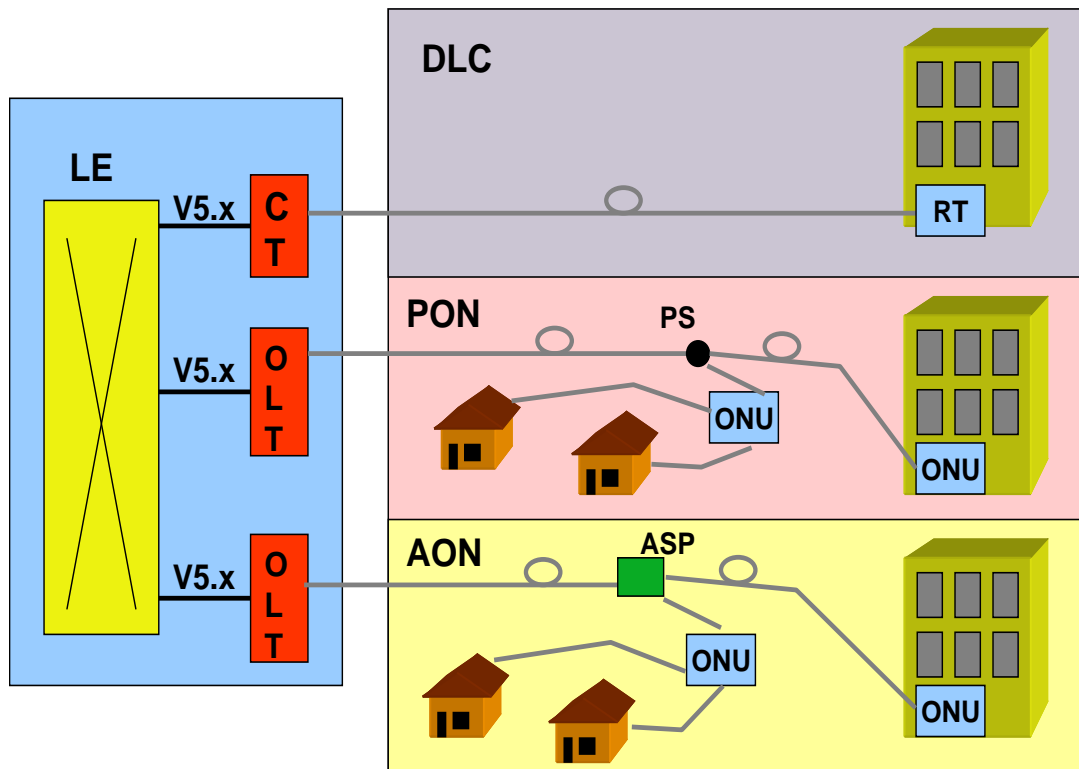 DLC
LE
V5.x
C
T
RT
PON
PS
V5.x
O
L
T
ONU
ONU
AON
ASP
V5.x
O
L
T
ONU
ONU